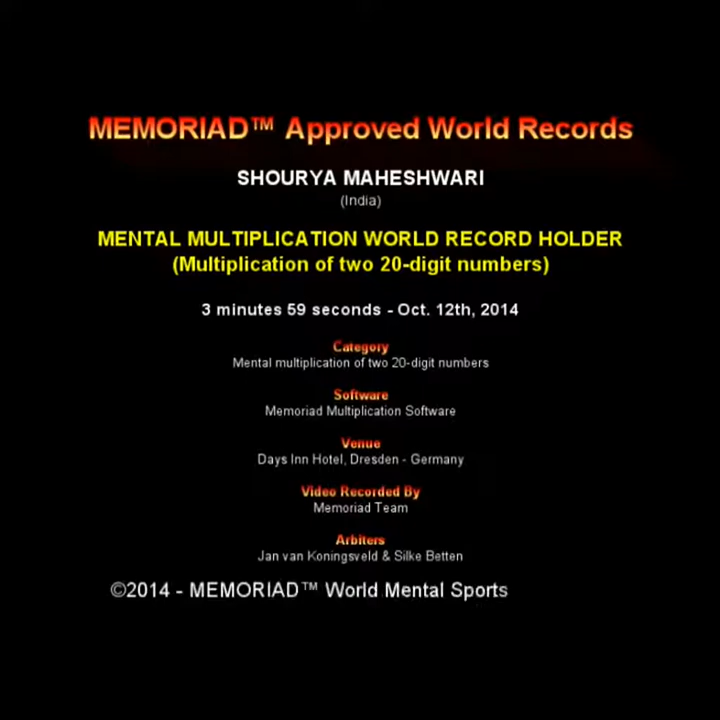 MEMORIAD™ Approved World Records
SHOURYA MAHESHWARI
(India)
MENTAL MULTIPLICATION WORLD RECORD HOLDER
(Multiplication of two 20-digit numbers)
3 minutes 59 seconds - Oct. 12th, 2014
Category
Mental multiplication of two 20-digit numbers
Software
Memoriad Multiplication Software
Venue
Days Inn Hotel, Dresden - Germany
Video Recorded By
Memoriad Team
Arbiters
Jan van Koningsveld & Silke Betten
©2014 - MEMORIAD™ World Mental Sports